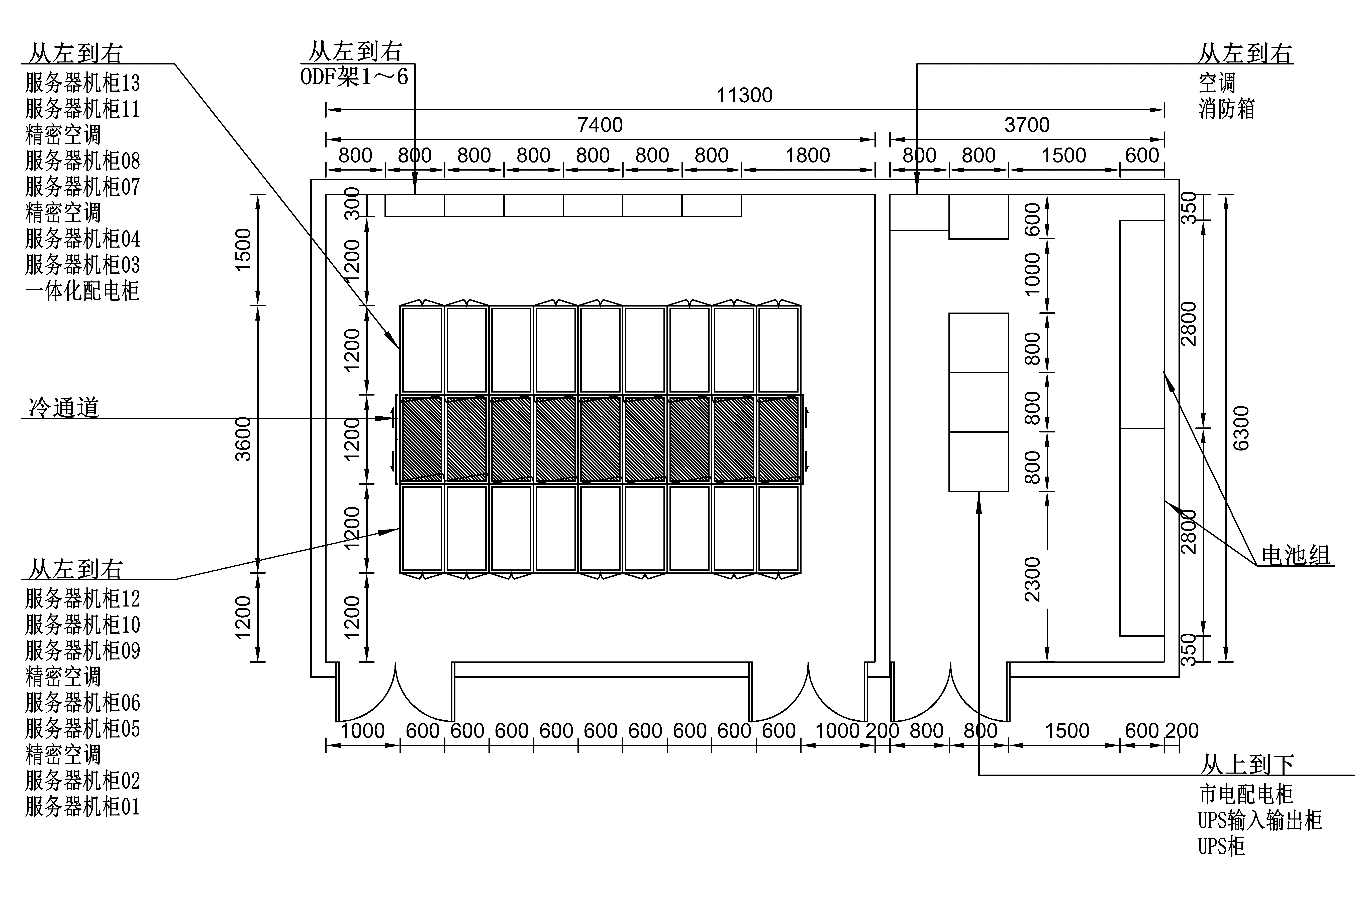 从左到右
服务器机柜13
服务器机柜11
精密空调
服务器机柜08
服务器机柜07
精密空调
服务器机柜04
服务器机柜03
一体化配电柜
从左到右
ODF架1～6
从左到右
空调
消防箱
11300
7400
3700
800 800 800 800 800 800 800 1800
800 800 1500 600
300
1200
1200
1200
1200
1200
1500
3600
1200
600
1000
800
800
800
2300
350
2800
2800
350
6300
冷通道
电池组
从左到右
服务器机柜12
服务器机柜10
服务器机柜09
精密空调
服务器机柜06
服务器机柜05
精密空调
服务器机柜02
服务器机柜01
1000 600 600 600 600 600 600 600 600 600 1000 200 800 800 1500 600 200
从上到下
市电配电柜
UPS输入输出柜
UPS柜